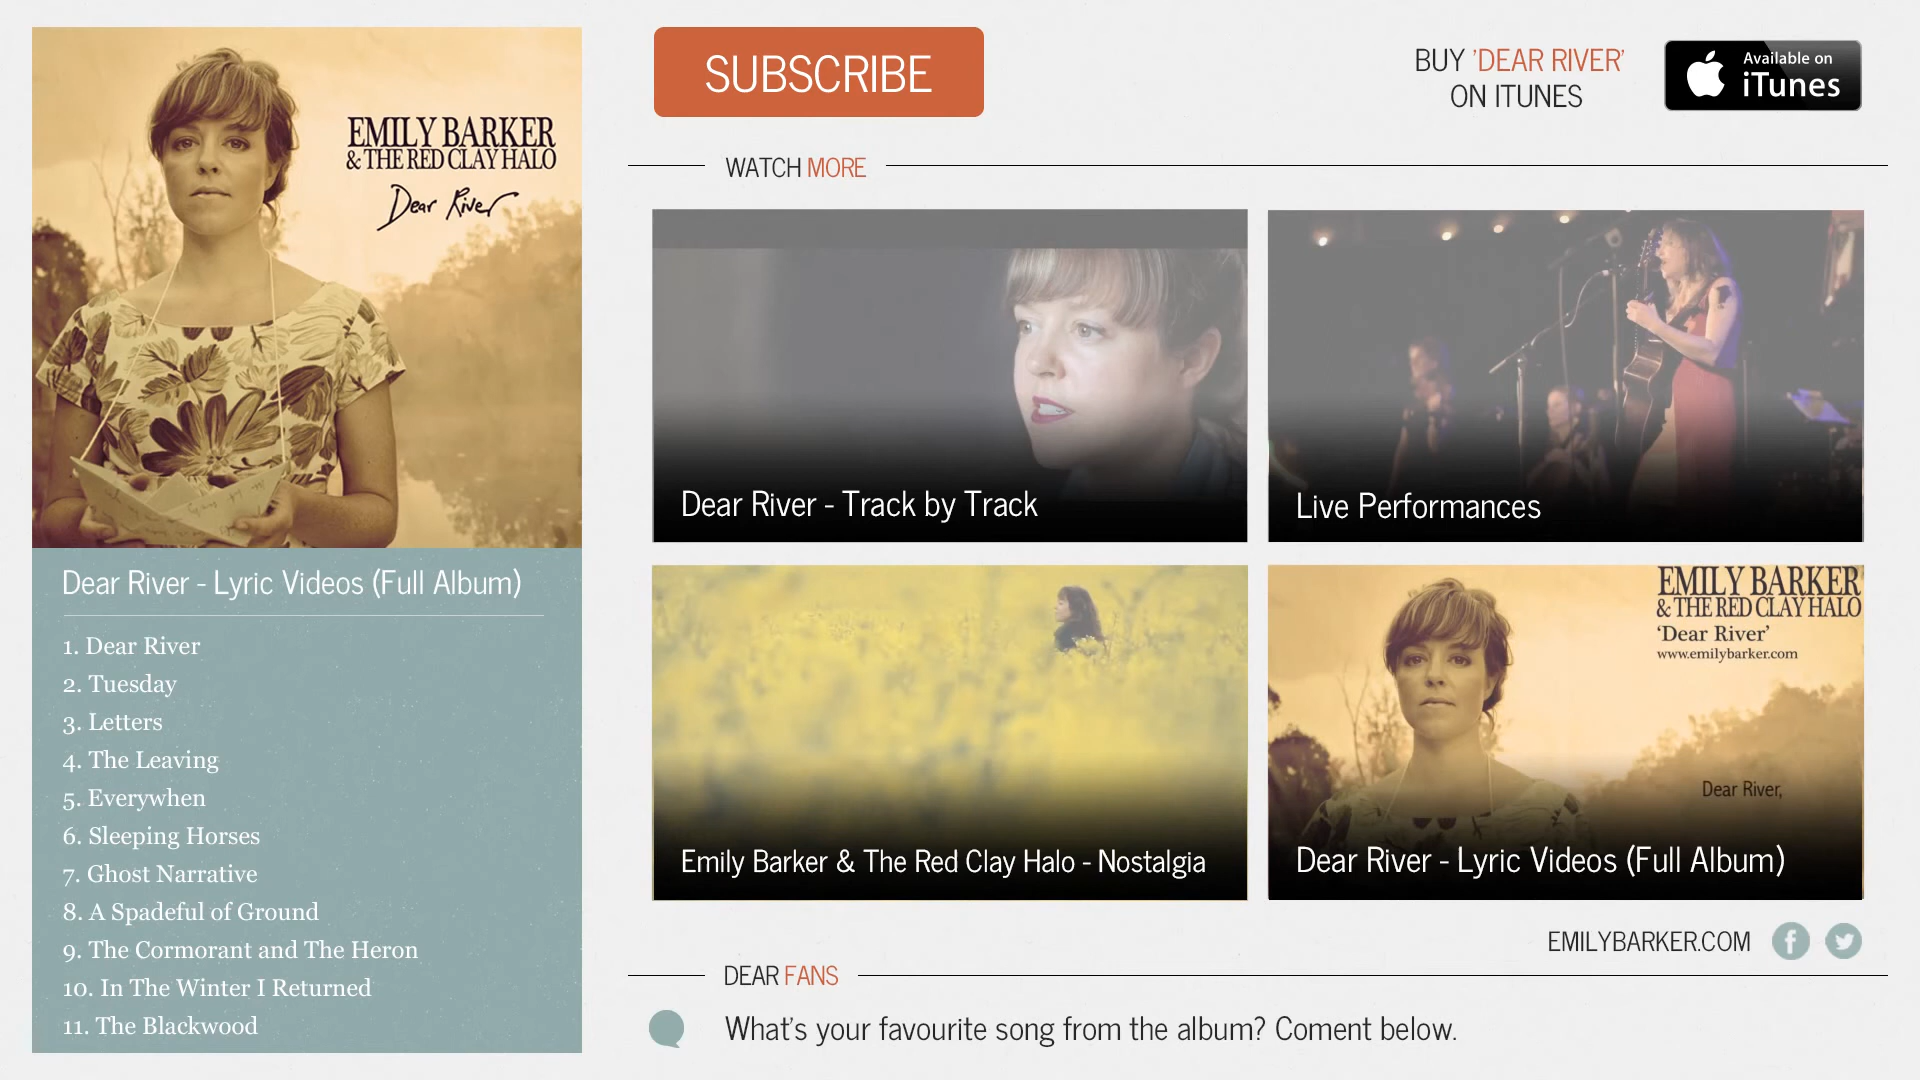 EMILY BARKER
& THE RED CLAY HALO
Dear River
Dear River - Lyric Videos (Full Album)
1. Dear River
2. Tuesday
3. Letters
4. The Leaving
5. Everywhen
6. Sleeping Horses
7. Ghost Narrative
8. A Spadeful of Ground
9. The Cormorant and The Heron
10. In The Winter I Returned
11. The Blackwood
SUBSCRIBE
BUY 'DEAR RIVER'
ON ITUNES
Available on
iTunes
WATCH MORE
Dear River - Track by Track
Live Performances
Emily Barker & The Red Clay Halo - Nostalgia
EMILY BARKER
& THE RED CLAY HALO
'Dear River'
www.emilybarker.com
Dear River,
Dear River - Lyric Videos (Full Album)
EMILYBARKER.COM
DEAR FANS
What's your favourite song from the album? Coment below.